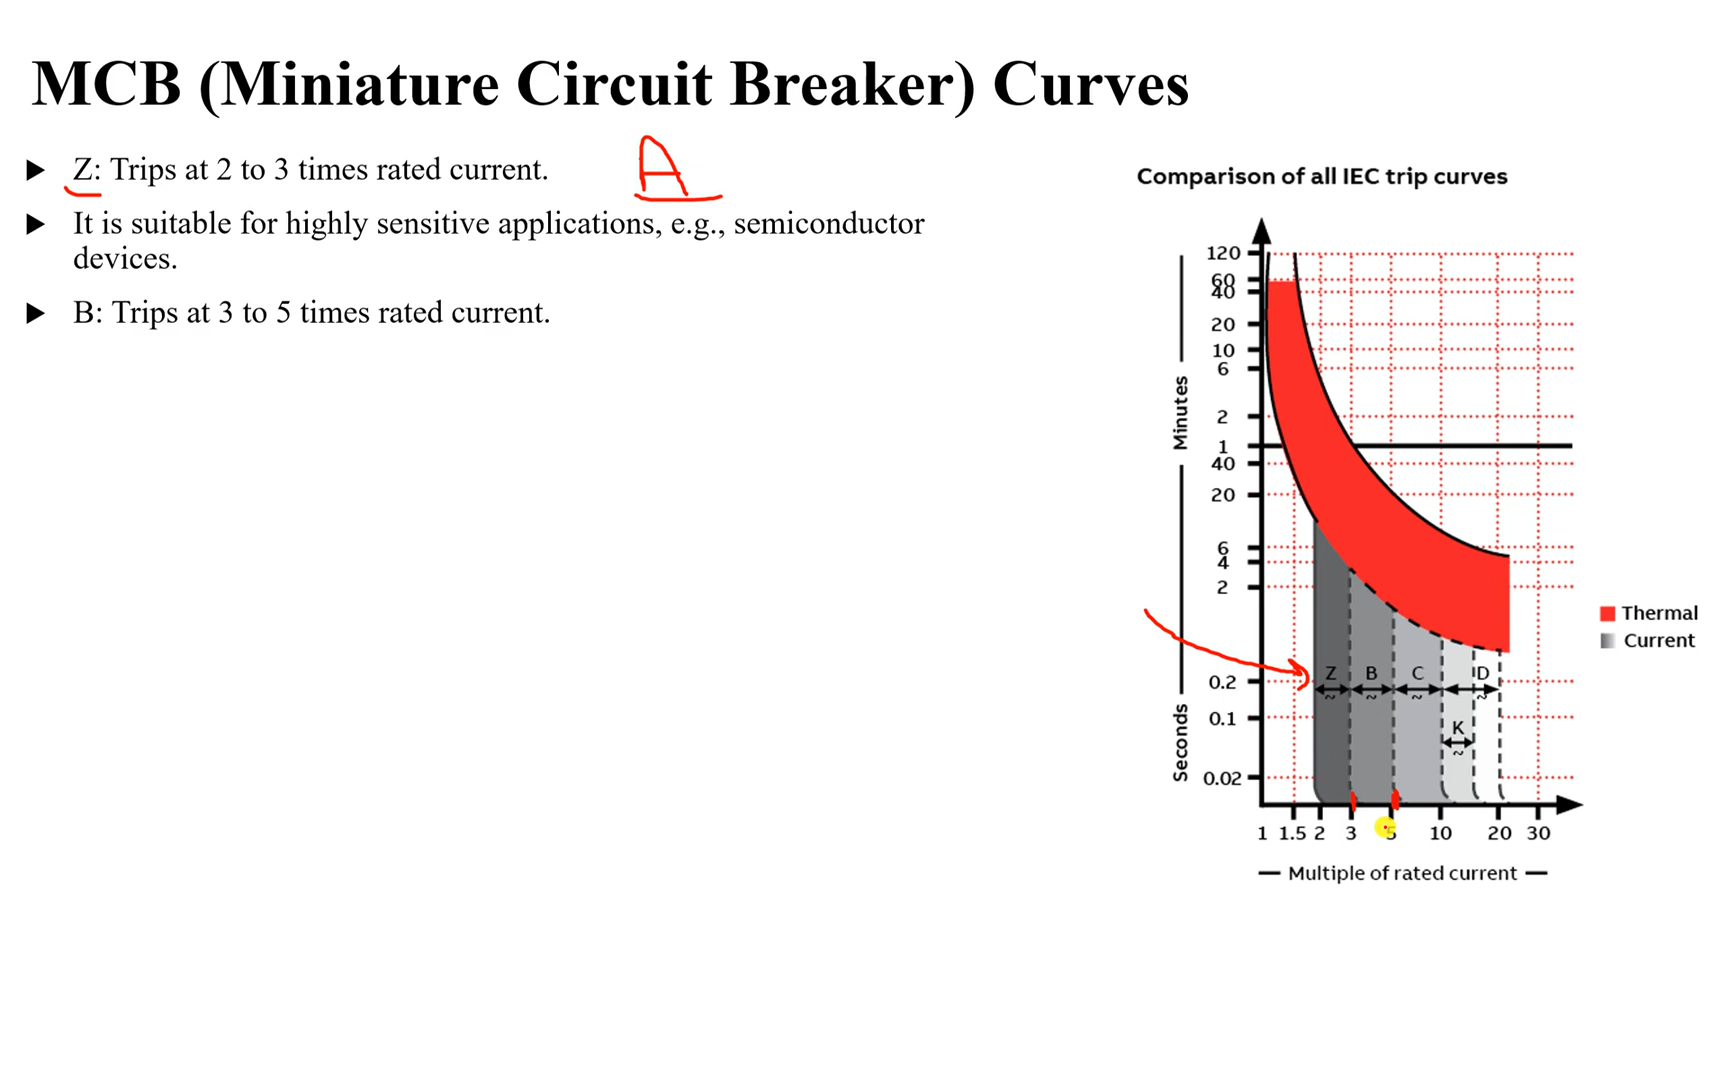 MCB (Miniature Circuit Breaker) Curves
Z: Trips at 2 to 3 times rated current.
A
It is suitable for highly sensitive applications, e.g., semiconductor
devices.
B: Trips at 3 to 5 times rated current.
Comparison of all IEC trip curves
Minutes
Seconds
120
60
40
20
10
6
2
1
40
20
6
4
2
0.2
0.1
0.02
Z B C D
~ ~ ~ ~
K
~
1 1.5 2 3 5 10 20 30
Multiple of rated current
Thermal
Current